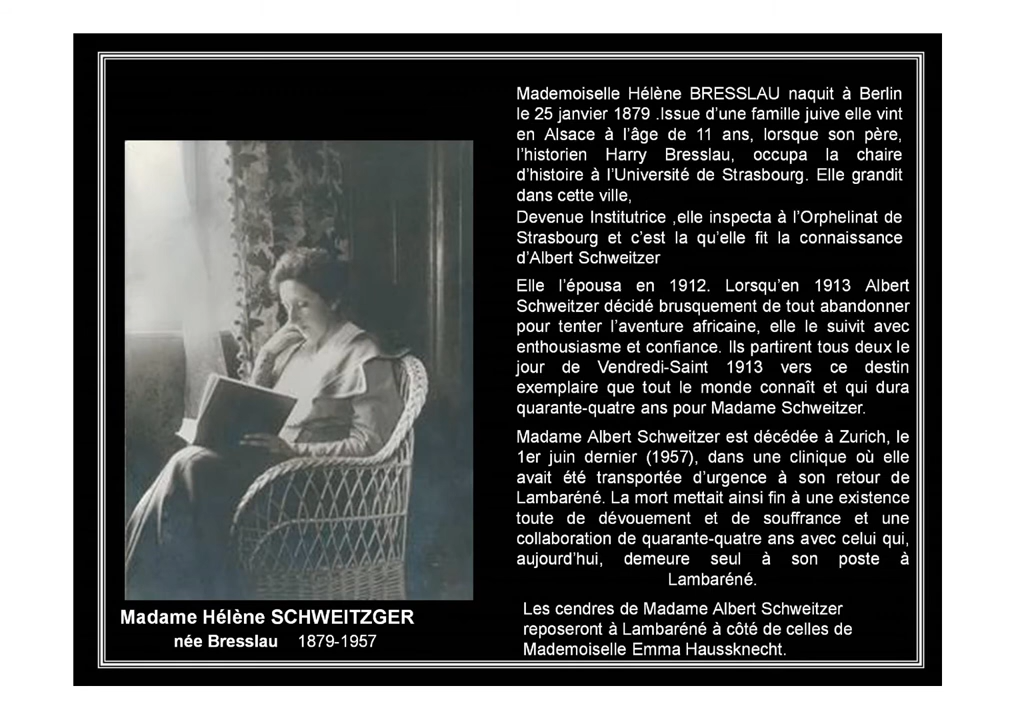 Mademoiselle Hélène BRESSLAU naquit à Berlin
le 25 janvier 1879 .Issue d’une famille juive elle vint
en Alsace à l’âge de 11 ans, lorsque son père,
l’historien Harry Bresslau, occupa la chaire
d’histoire à l’Université de Strasbourg. Elle grandit
dans cette ville,
Devenue Institutrice ,elle inspecta à l’Orphelinat de
Strasbourg et c’est la qu’elle fit la connaissance
d’Albert Schweitzer
Elle l’épousa en 1912. Lorsqu’en 1913 Albert
Schweitzer décidé brusquement de tout abandonner
pour tenter l’aventure africaine, elle le suivit avec
enthousiasme et confiance. Ils partirent tous deux le
jour de Vendredi-Saint 1913 vers ce destin
exemplaire que tout le monde connaît et qui dura
quarante-quatre ans pour Madame Schweitzer.
Madame Albert Schweitzer est décédée à Zurich, le
1er juin dernier (1957), dans une clinique où elle
avait été transportée d’urgence à son retour de
Lambaréné. La mort mettait ainsi fin à une existence
toute de dévouement et de souffrance et une
collaboration de quarante-quatre ans avec celui qui,
aujourd’hui, demeure seul à son poste à
Lambaréné.
Les cendres de Madame Albert Schweitzer
reposeront à Lambaréné à côté de celles de
Mademoiselle Emma Haussknecht.
Madame Hélène SCHWEITZGER
née Bresslau 1879-1957